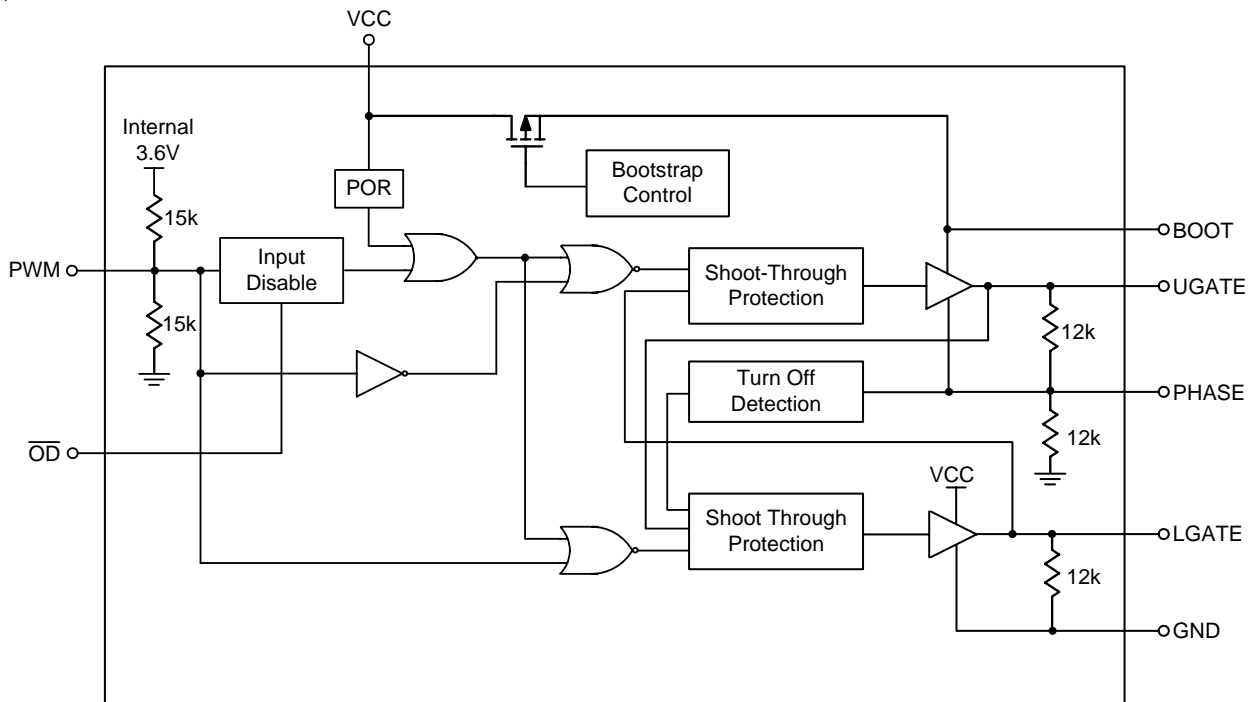 VCC
Internal
3.6V
15k
POR
Bootstrap
Control
BOOT
PWM
Input
Disable
Shoot-Through
Protection
UGATE
15k
12k
Turn Off
Detection
PHASE
12k
OD
VCC
Shoot Through
Protection
LGATE
12k
GND